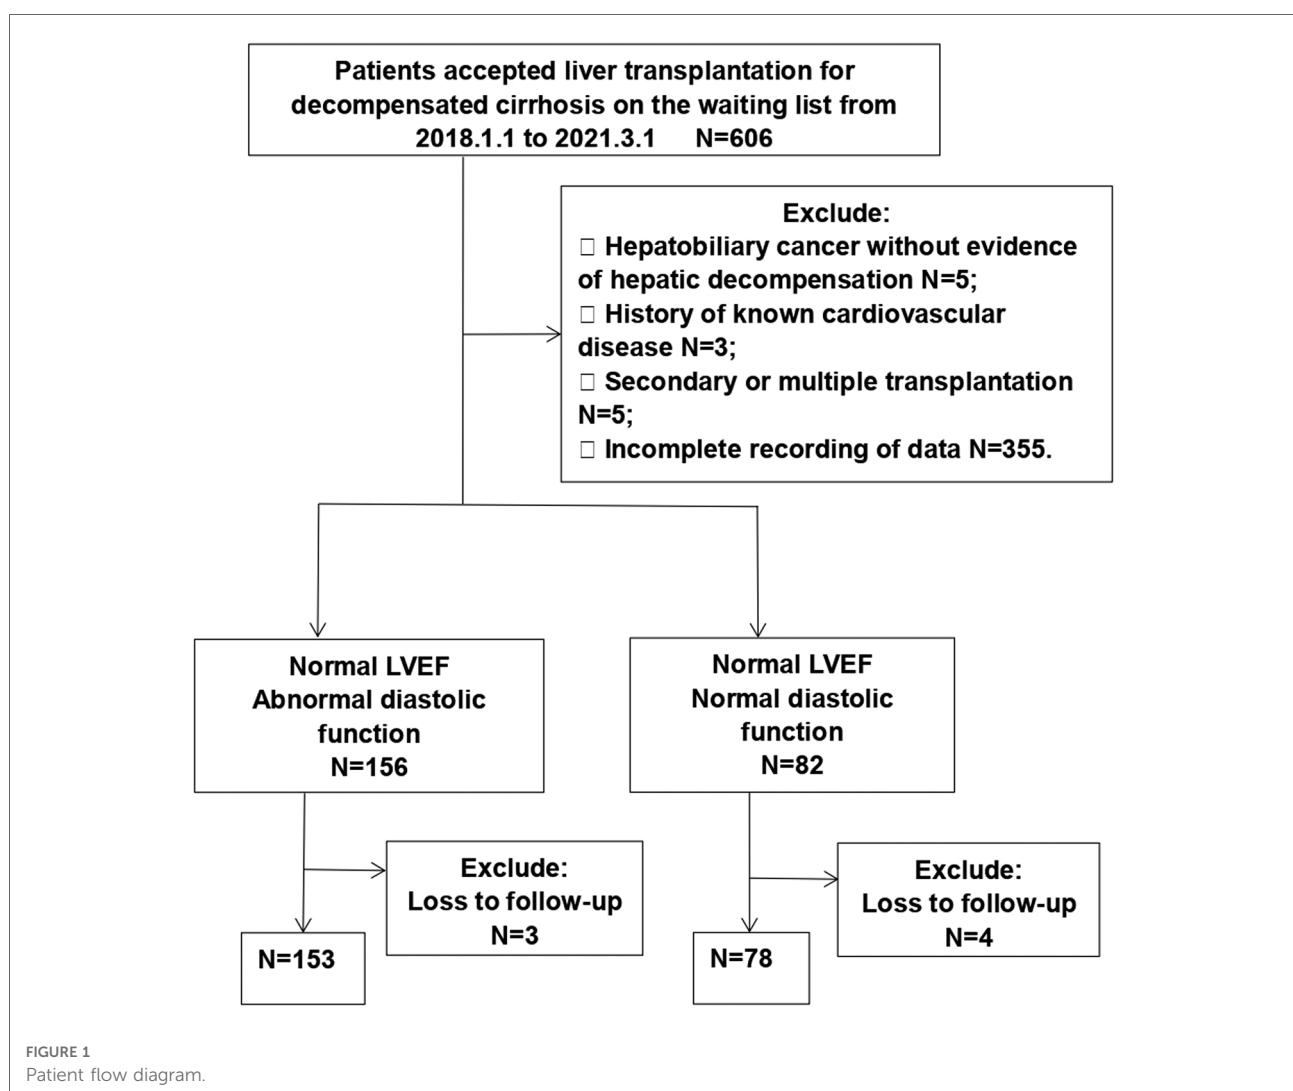 Patients accepted liver transplantation for
decompensated cirrhosis on the waiting list from
2018.1.1 to 2021.3.1 N=606
Exclude:
□ Hepatobiliary cancer without evidence
of hepatic decompensation N=5;
□ History of known cardiovascular
disease N=3;
□ Secondary or multiple transplantation
N=5;
□ Incomplete recording of data N=355.
Normal LVEF
Abnormal diastolic
function
N=156
Normal LVEF
Normal diastolic
function
N=82
Exclude:
Loss to follow-up
N=3
Exclude:
Loss to follow-up
N=4
N=153
N=78
FIGURE 1
Patient flow diagram.